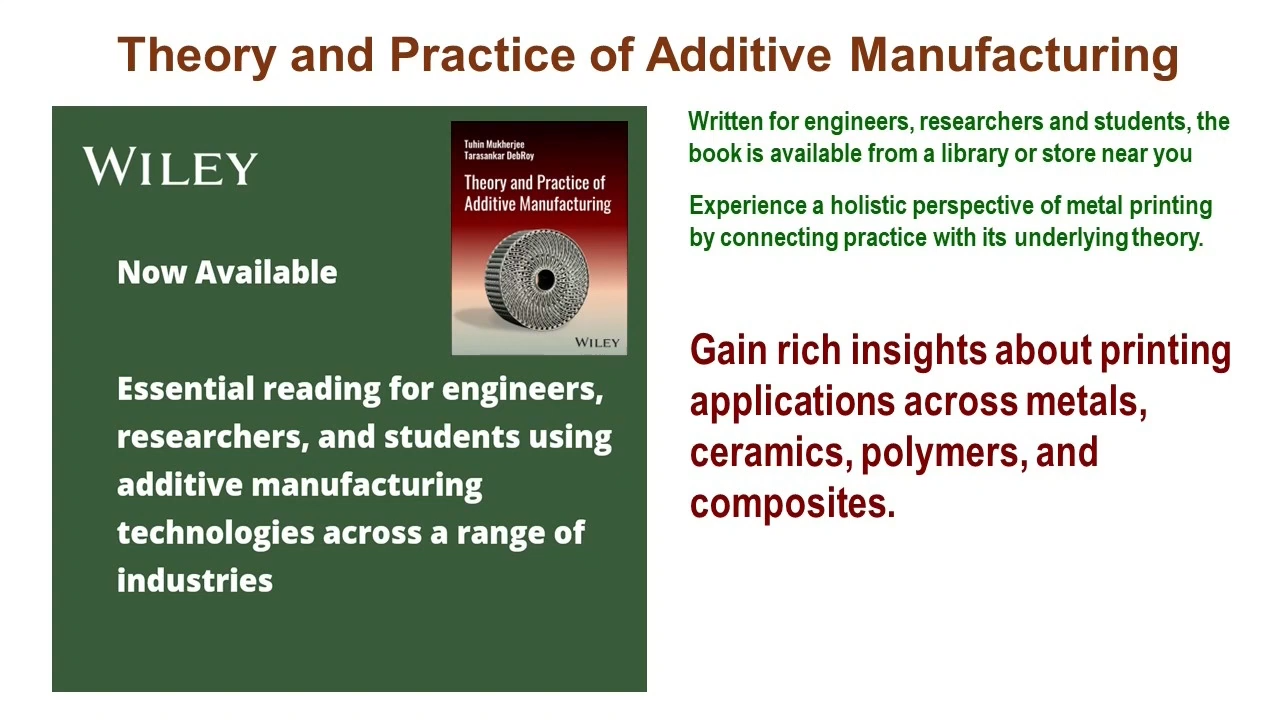 Theory and Practice of Additive Manufacturing
WILEY
Tuhin Mukherjee
Tarasankar DebRoy
Theory and Practice of
Additive Manufacturing
WILEY
Now Available
Essential reading for engineers,
researchers, and students using
additive manufacturing
technologies across a range of
industries
Written for engineers, researchers and students, the
book is available from a library or store near you
Experience a holistic perspective of metal printing
by connecting practice with its underlying theory.
Gain rich insights about printing
applications across metals,
ceramics, polymers, and
composites.